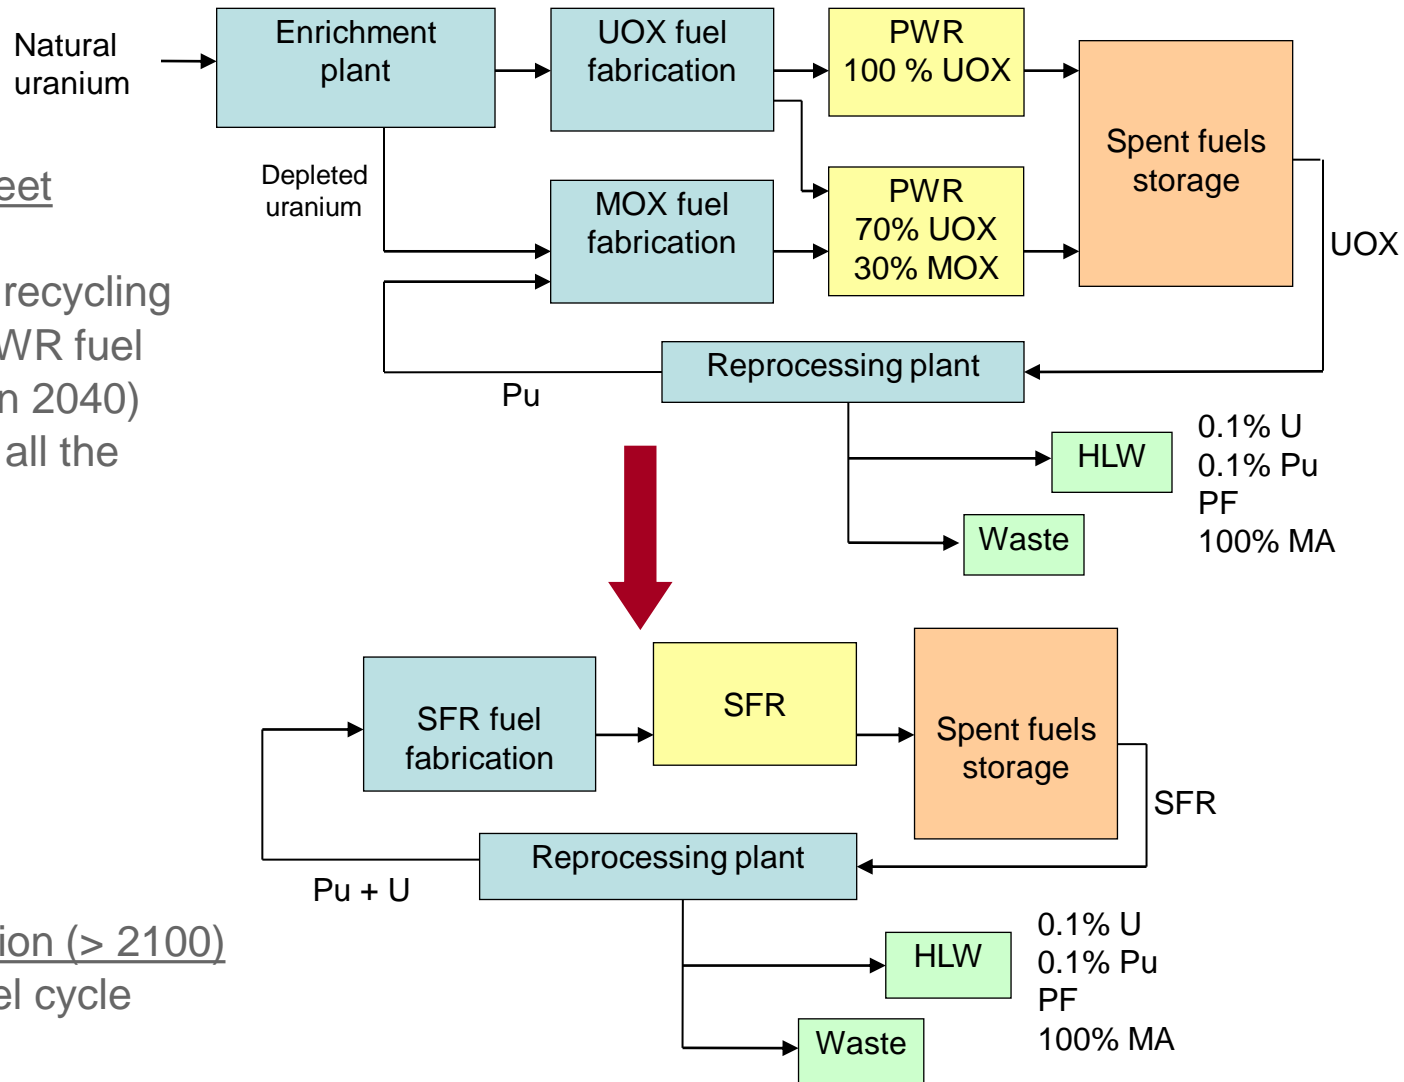 Natural
uranium
Enrichment
plant
UOX fuel
fabrication
PWR
100 % UOX
Spent fuels
storage
Depleted
uranium
MOX fuel
fabrication
PWR
70% UOX
30% MOX
UOX
eet
recycling
WR fuel
n 2040)
all the
Reprocessing plant
Pu
HLW
0.1% U
0.1% Pu
PF
100% MA
Waste
SFR fuel
fabrication
SFR
Spent fuels
storage
SFR
Reprocessing plant
Pu + U
ion (> 2100)
el cycle
HLW
0.1% U
0.1% Pu
PF
100% MA
Waste